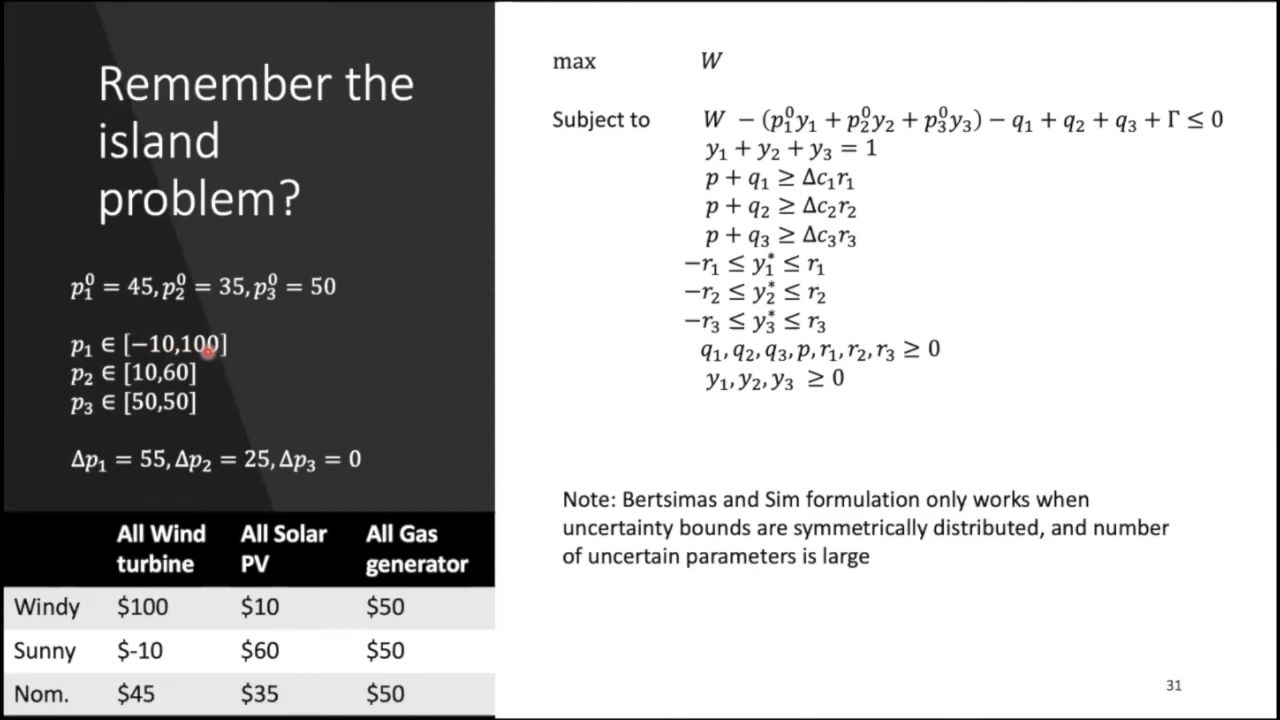 Remember the
island
problem?
p₁⁰ = 45, p₂⁰ = 35, p₃⁰ = 50
p₁ ∈ [−10,100]
p₂ ∈ [10,60]
p₃ ∈ [50,50]
Δp₁ = 55, Δp₂ = 25, Δp₃ = 0
All Wind turbine All Solar PV All Gas generator
Windy $100 $10 $50
Sunny $-10 $60 $50
Nom. $45 $35 $50
max W
Subject to W − (p₁⁰y₁ + p₂⁰y₂ + p₃⁰y₃) − q₁ + q₂ + q₃ + Γ ≤ 0
y₁ + y₂ + y₃ = 1
p + q₁ ≥ Δc₁r₁
p + q₂ ≥ Δc₂r₂
p + q₃ ≥ Δc₃r₃
−r₁ ≤ y₁* ≤ r₁
−r₂ ≤ y₂* ≤ r₂
−r₃ ≤ y₃* ≤ r₃
q₁, q₂, q₃, p, r₁, r₂, r₃ ≥ 0
y₁, y₂, y₃ ≥ 0
Note: Bertsimas and Sim formulation only works when
uncertainty bounds are symmetrically distributed, and number
of uncertain parameters is large
31